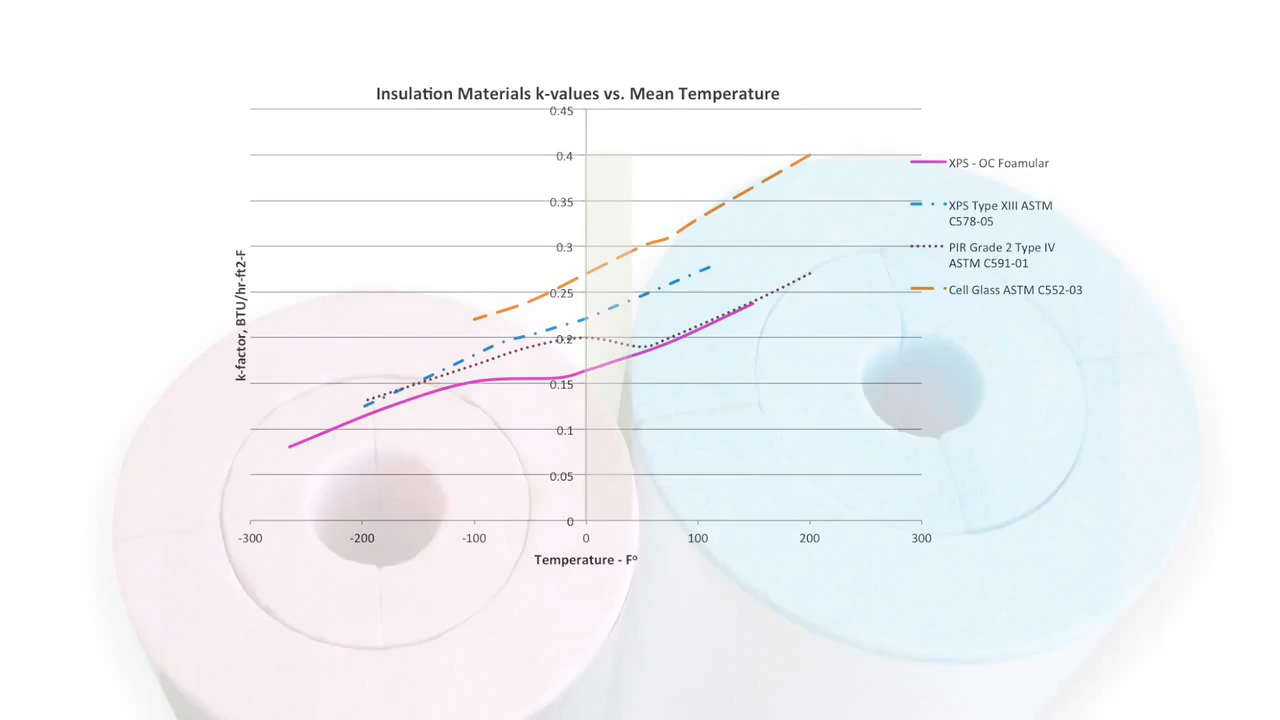 Insulation Materials k-values vs. Mean Temperature
0.45
0.4
0.35
0.3
0.25
0.2
0.15
0.1
0.05
0
-300 -200 -100 0 100 200 300
Temperature - Fº
k-factor, BTU/hr-ft2-F
XPS - OC Foamular
XPS Type XIII ASTM
C578-05
PIR Grade 2 Type IV
ASTM C591-01
Cell Glass ASTM C552-03